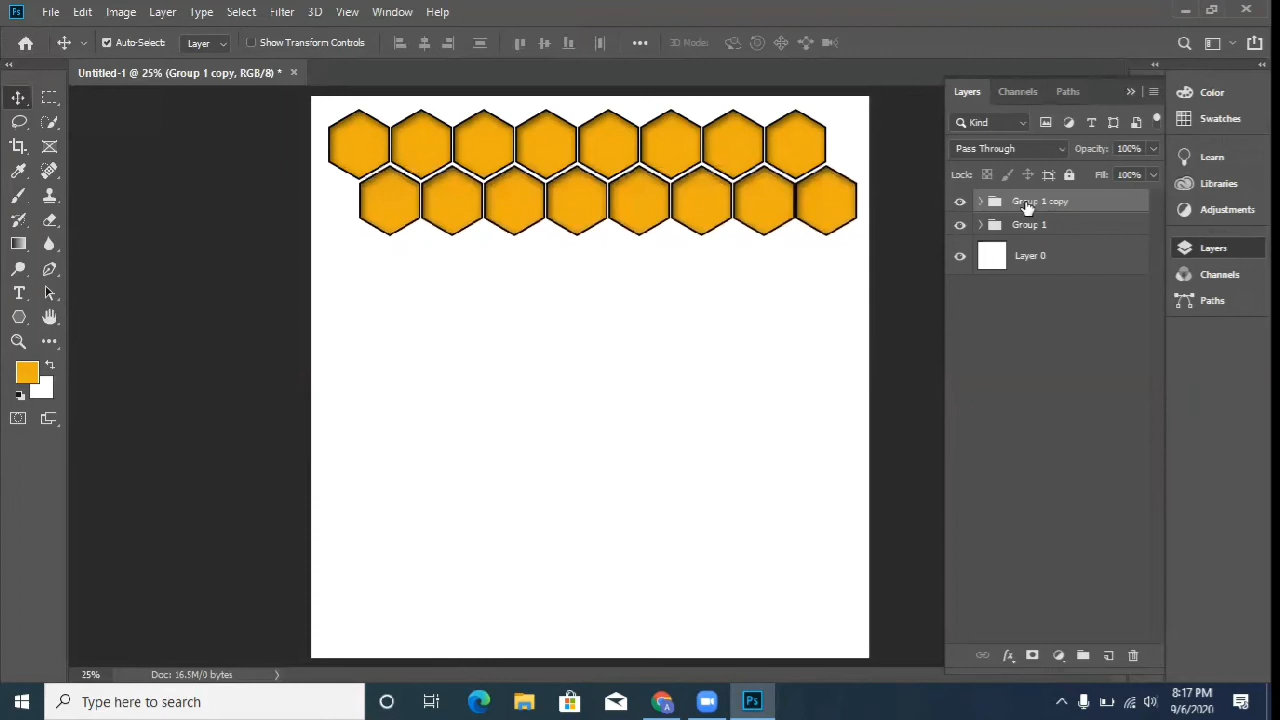 Ps File Edit Image Layer Type Select Filter 3D View Window Help
Auto-Select: Layer Show Transform Controls 3D Mode:
Untitled-1 @ 25% (Group 1 copy, RGB/8) *
Layers Channels Paths
Kind
Pass Through Opacity: 100%
Lock: Fill: 100%
Group 1 copy
Group 1
Layer 0
Color
Swatches
Learn
Libraries
Adjustments
Layers
Channels
Paths
25% Doc: 16.5M/0 bytes
Type here to search
Ps
8:17 PM
9/6/2020